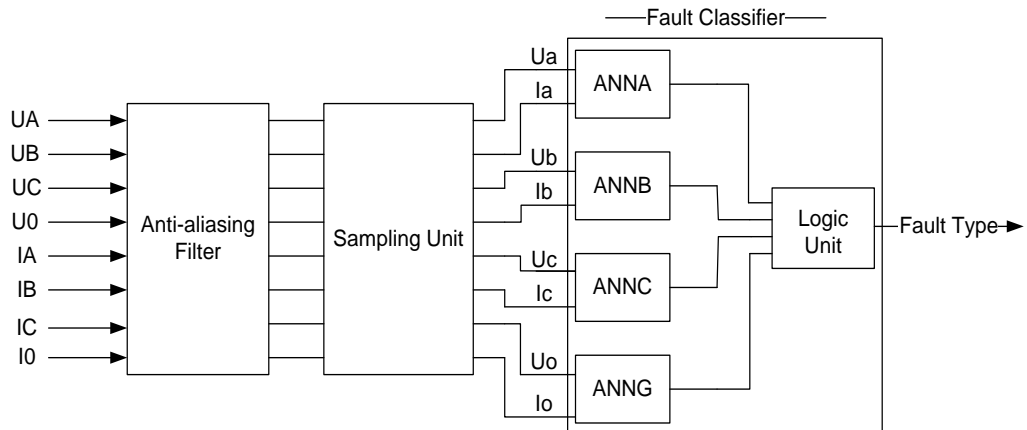 Fault Classifier
UA
UB
UC
U0
IA
IB
IC
I0
Anti-aliasing
Filter
Sampling Unit
Ua
Ia
Ub
Ib
Uc
Ic
Uo
Io
ANNA
ANNB
ANNC
ANNG
Logic
Unit
Fault Type